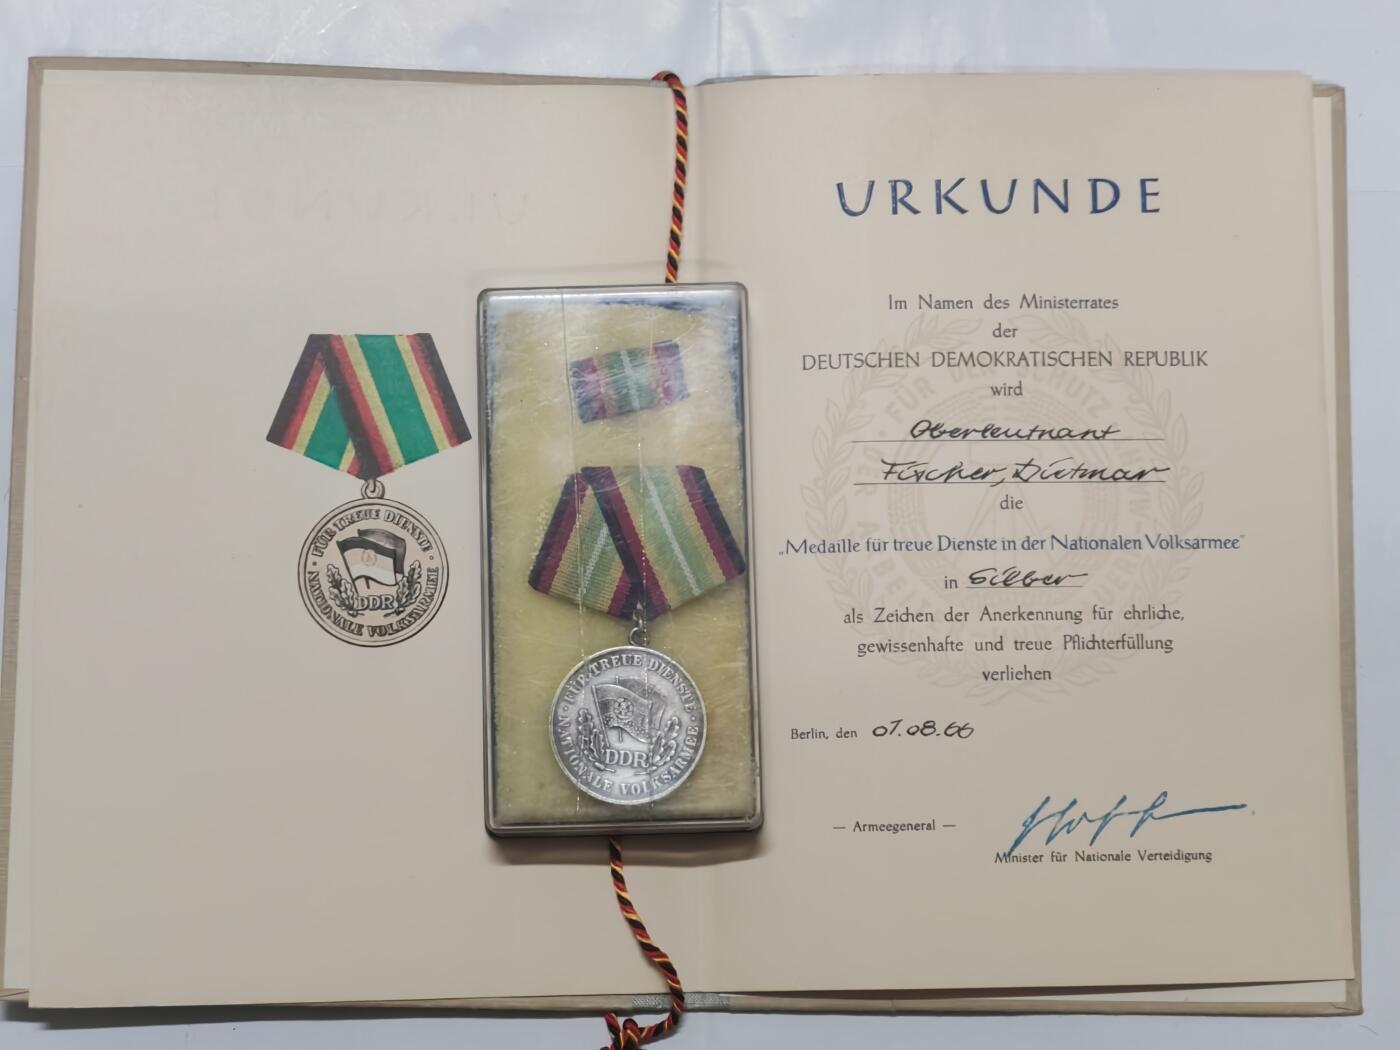 FÜR TREUE DIENSTE
NATIONALE VOLKSARMEE
DDR
· FÜR TREUE DIENSTE ·
NATIONALE VOLKSARMEE
DDR
URKUNDE
Im Namen des Ministerrates
der
DEUTSCHEN DEMOKRATISCHEN REPUBLIK
wird
Oberleutnant
Fischer, Dietmar
die
„Medaille für treue Dienste in der Nationalen Volksarmee"
in Silber
als Zeichen der Anerkennung für ehrliche,
gewissenhafte und treue Pflichterfüllung
verliehen
Berlin, den 07.08.66
— Armeegeneral —
Minister für Nationale Verteidigung